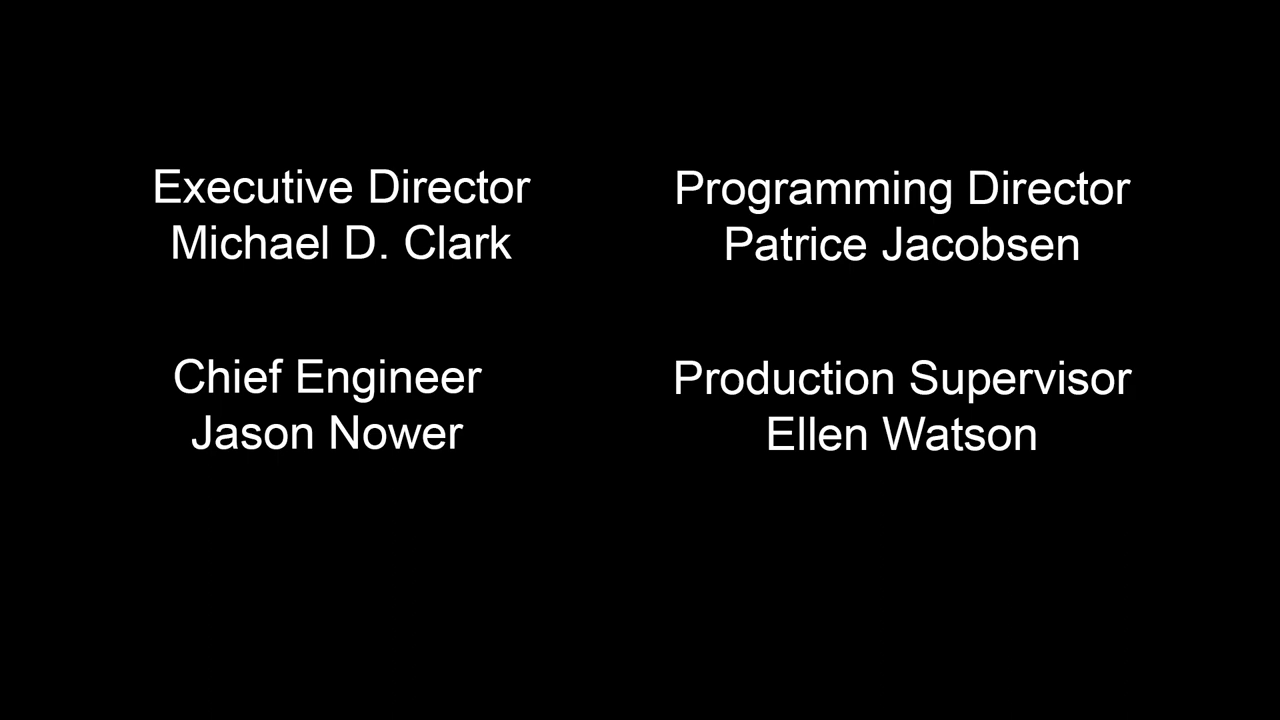 Executive Director
Michael D. Clark
Programming Director
Patrice Jacobsen
Chief Engineer
Jason Nower
Production Supervisor
Ellen Watson